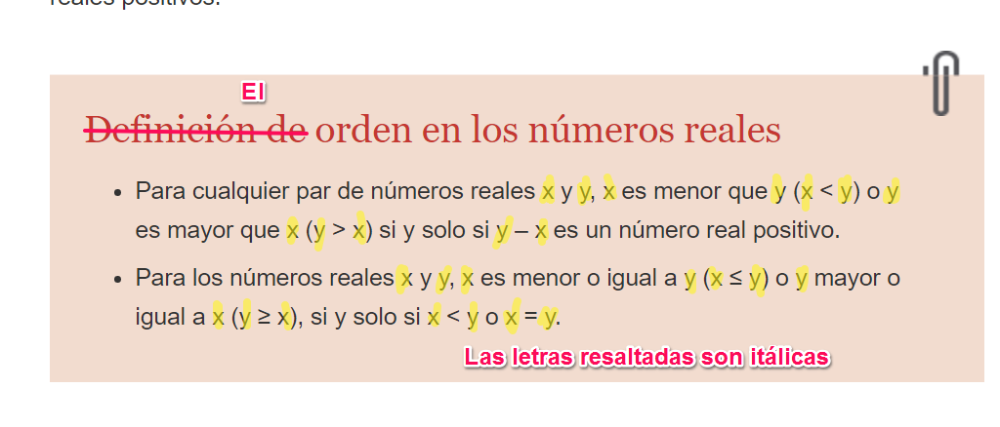 reales positivos.
El
Definición de orden en los números reales
• Para cualquier par de números reales x y y, x es menor que y (x < y) o y
es mayor que x (y > x) si y solo si y – x es un número real positivo.
• Para los números reales x y y, x es menor o igual a y (x ≤ y) o y mayor o
igual a x (y ≥ x), si y solo si x < y o x = y.
Las letras resaltadas son itálicas